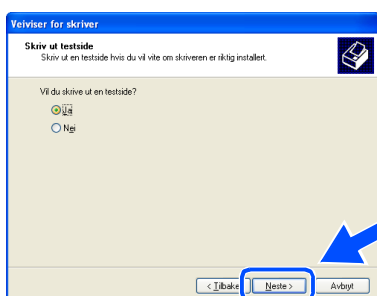 Veiviser for skriver
Skriv ut testside
Skriv ut en testside hvis du vil vite om skriveren er riktig installert.
Vil du skrive ut en testside?
Ja
Nei
< Tilbake Neste > Avbryt